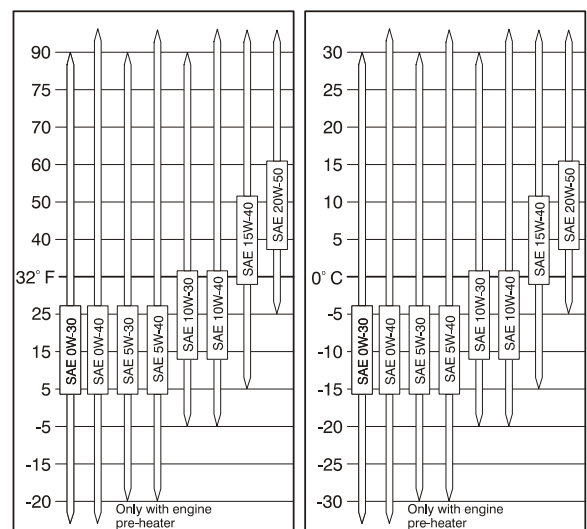 90
75
70
60
50
40
32° F
25
15
5
-5
-15
-20
SAE 0W-30
SAE 0W-40
SAE 5W-30
SAE 5W-40
SAE 10W-30
SAE 10W-40
SAE 15W-40
SAE 20W-50
Only with engine
pre-heater
30
25
20
15
10
5
0° C
-5
-10
-15
-20
-25
-30
SAE 0W-30
SAE 0W-40
SAE 5W-30
SAE 5W-40
SAE 10W-30
SAE 10W-40
SAE 15W-40
SAE 20W-50
Only with engine
pre-heater